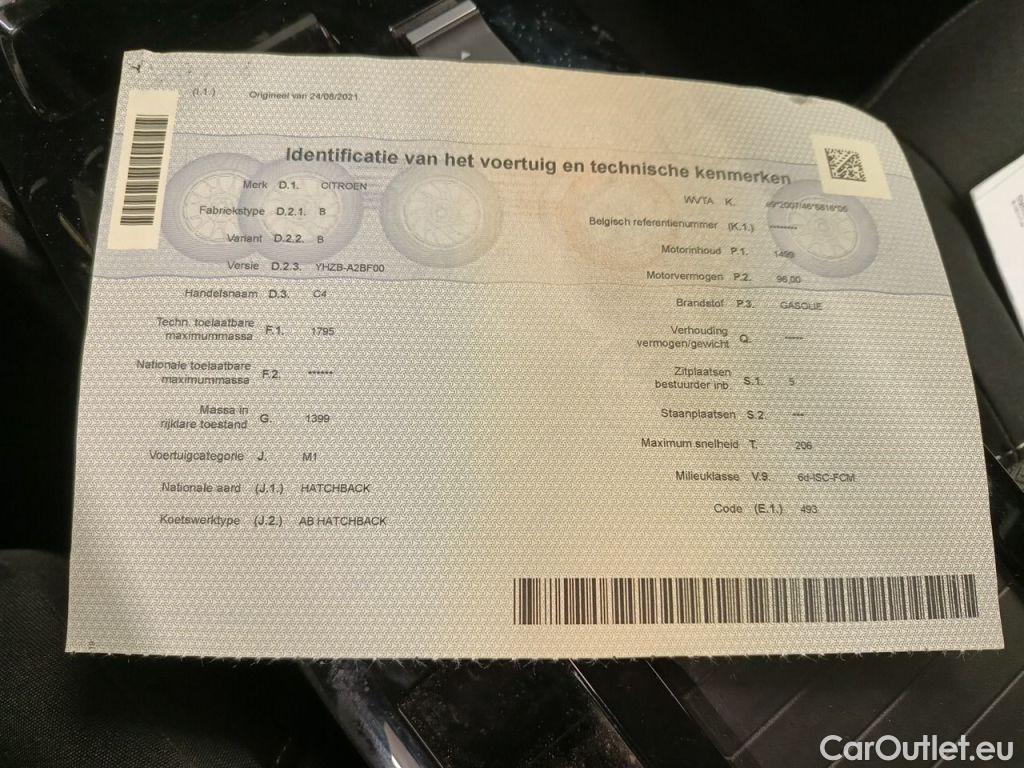 (I.1.) Origineel van 24/08/2021
Identificatie van het voertuig en technische kenmerken
Merk D.1. CITROEN
Fabriekstype D.2.1. B
Variant D.2.2. B
Versie D.2.3. YHZB-A2BF00
Handelsnaam D.3. C4
Techn. toelaatbare
maximummassa F.1. 1795
Nationale toelaatbare
maximummassa F.2. ******
Massa in
rijklare toestand G. 1399
Voertuigcategorie J. M1
Nationale aard (J.1.) HATCHBACK
Koetswerktype (J.2.) AB HATCHBACK
WVTA K.
Belgisch referentienummer (K.1.) --------
Motorinhoud P.1. 1499
Motorvermogen P.2. 96,00
Brandstof P.3. GASOLIE
Verhouding
vermogen/gewicht Q. -----
Zitplaatsen
bestuurder inb. S.1. 5
Staanplaatsen S.2. ---
Maximum snelheid T. 206
Milieuklasse V.9. 6d-ISC-FCM
Code (E.1.) 493
CarOutlet.eu